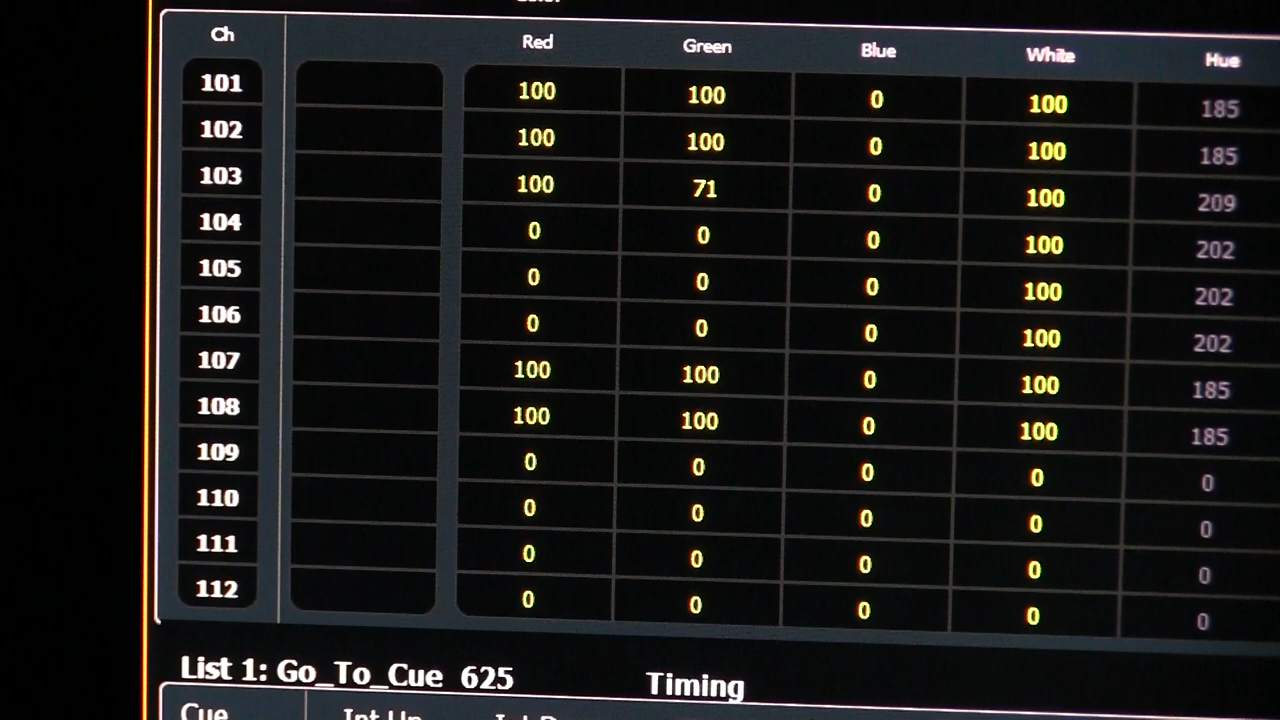 Color
Ch Red Green Blue White Hue
101 100 100 0 100 185
102 100 100 0 100 185
103 100 71 0 100 209
104 0 0 0 100 202
105 0 0 0 100 202
106 0 0 0 100 202
107 100 100 0 100 185
108 100 100 0 100 185
109 0 0 0 0 0
110 0 0 0 0 0
111 0 0 0 0 0
112 0 0 0 0 0
List 1: Go_To_Cue 625 Timing
Cue Int Up